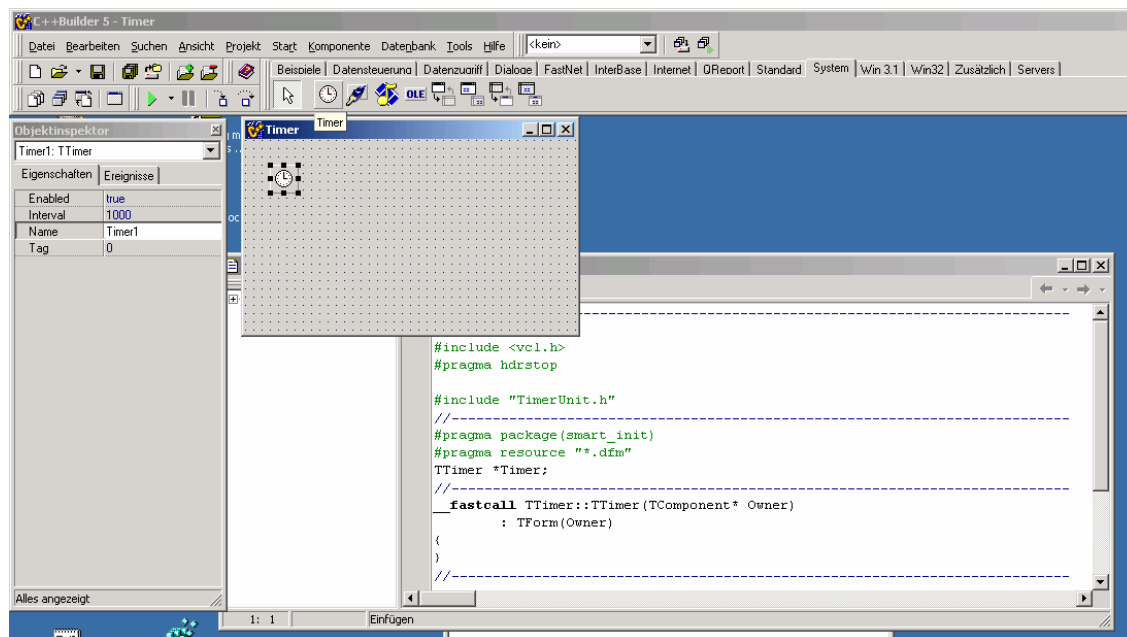 C++Builder 5 - Timer
Datei Bearbeiten Suchen Ansicht Projekt Start Komponente Datenbank Tools Hilfe <kein>
Beispiele Datensteuerung Datenzugriff Dialoge FastNet InterBase Internet QReport Standard System Win 3.1 Win32 Zusätzlich Servers
OLE
Timer
Objektinspektor
Timer
Timer1: TTimer
Eigenschaften Ereignisse
Enabled true
Interval 1000
Name Timer1
Tag 0
#include <vcl.h>
#pragma hdrstop
#include "TimerUnit.h"
//---------------------------------------------------------------------------
#pragma package(smart_init)
#pragma resource "*.dfm"
TTimer *Timer;
//---------------------------------------------------------------------------
__fastcall TTimer::TTimer(TComponent* Owner)
: TForm(Owner)
{
}
//---------------------------------------------------------------------------
Alles angezeigt
1: 1 Einfügen